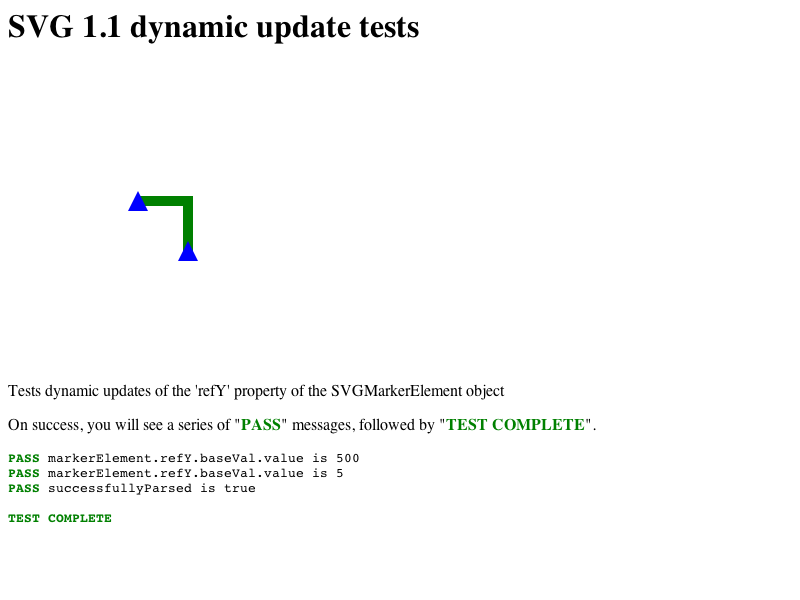 SVG 1.1 dynamic update tests
Tests dynamic updates of the 'refY' property of the SVGMarkerElement object
On success, you will see a series of "PASS" messages, followed by "TEST COMPLETE".
PASS markerElement.refY.baseVal.value is 500
PASS markerElement.refY.baseVal.value is 5
PASS successfullyParsed is true
TEST COMPLETE